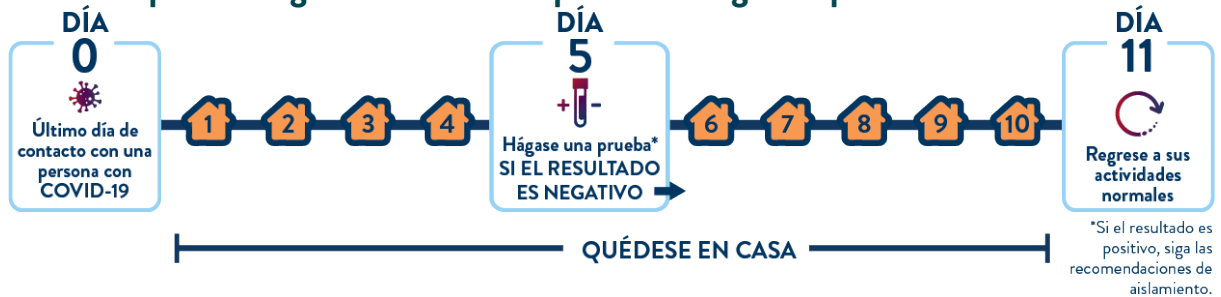 DÍA
0
Último día de
contacto con una
persona con
COVID-19
1
2
3
4
DÍA
5
+ -
Hágase una prueba*
SI EL RESULTADO
ES NEGATIVO
6
7
8
9
10
DÍA
11
Regrese a sus
actividades
normales
QUÉDESE EN CASA
*Si el resultado es
positivo, siga las
recomendaciones de
aislamiento.